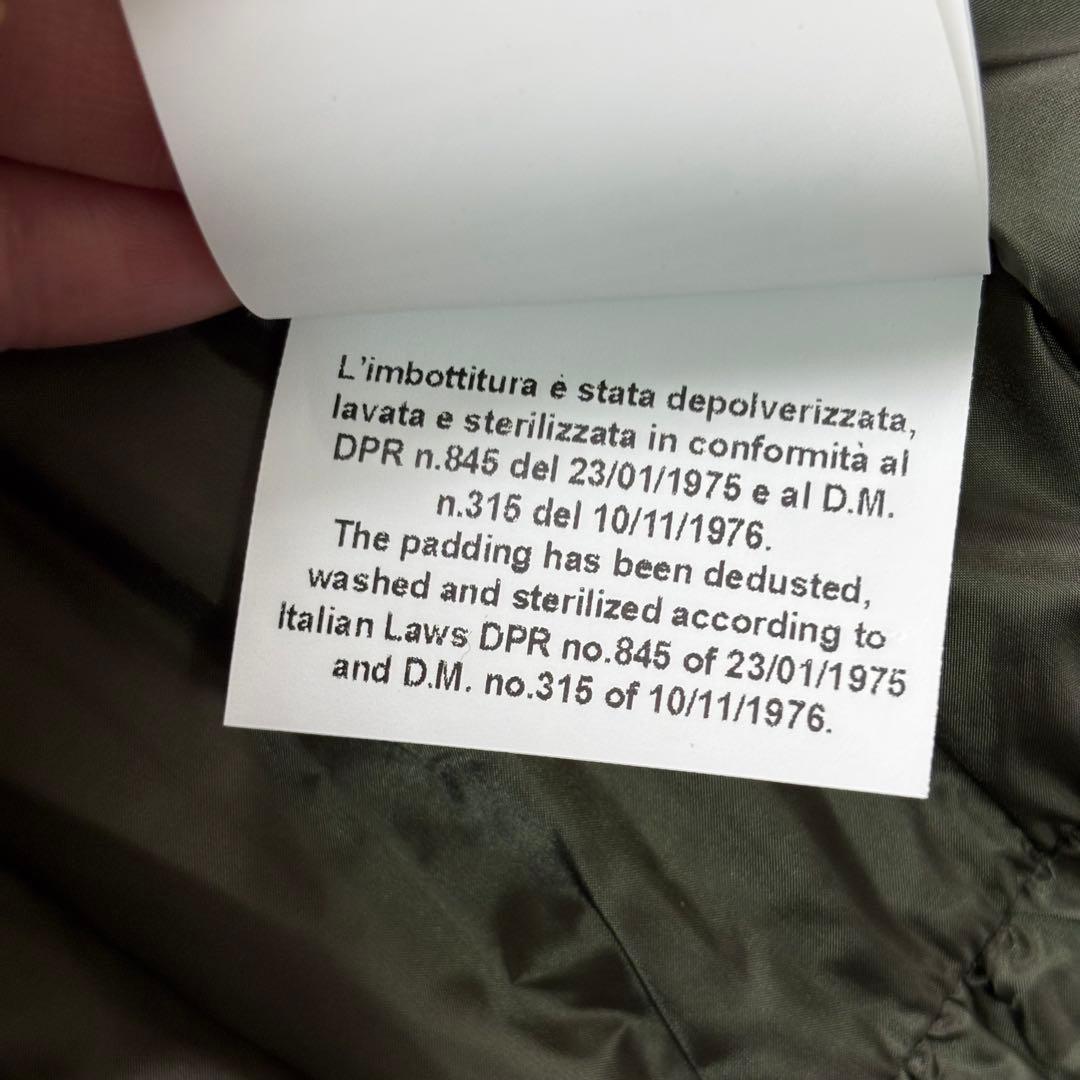 L'imbottitura è stata depolverizzata,
lavata e sterilizzata in conformità al
DPR n.845 del 23/01/1975 e al D.M.
n.315 del 10/11/1976.
The padding has been dedusted,
washed and sterilized according to
Italian Laws DPR no.845 of 23/01/1975
and D.M. no.315 of 10/11/1976.